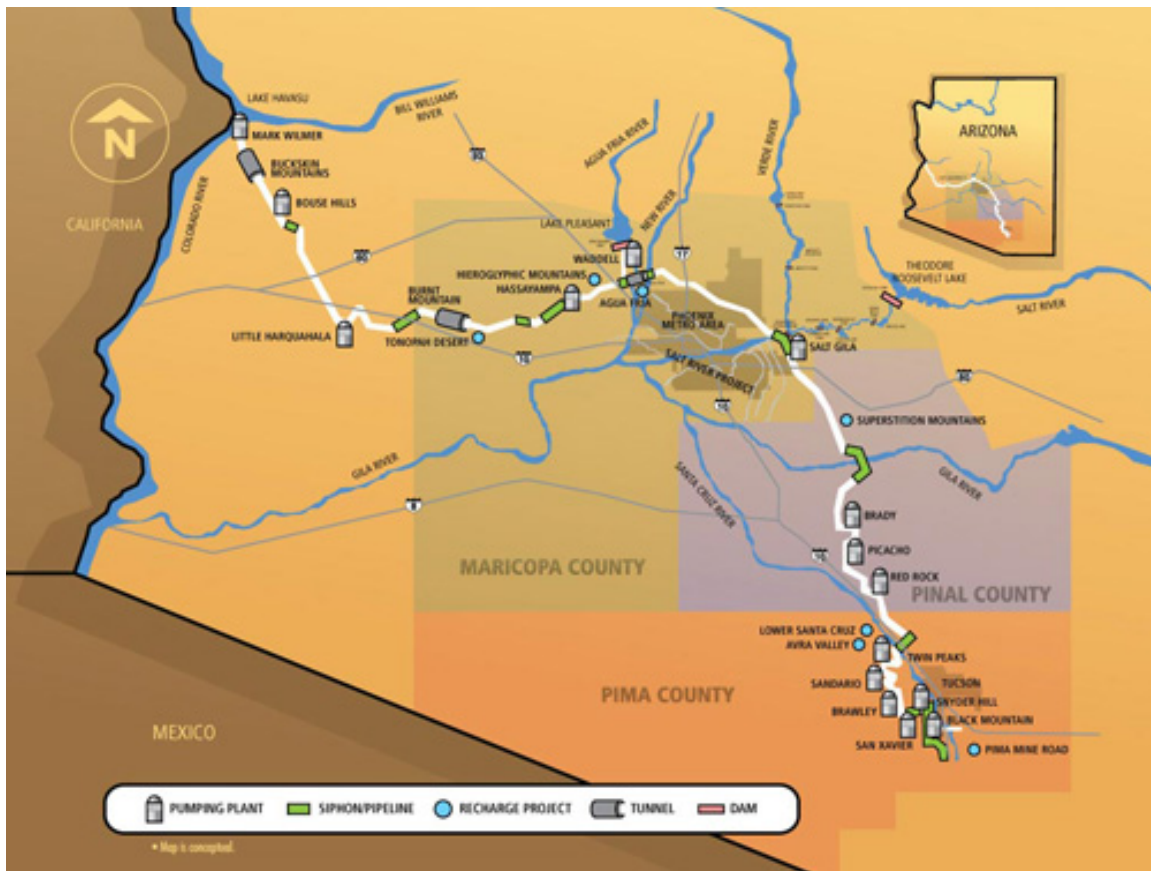 LAKE HAVASU
BILL WILLIAMS
RIVER
MARK WILMER
N
BUCKSKIN
MOUNTAINS
BOUSE HILLS
COLORADO RIVER
CALIFORNIA
AGUA FRIA RIVER
NEW RIVER
VERDE RIVER
ARIZONA
LAKE PLEASANT
WADDELL
17
HIEROGLYPHIC MOUNTAINS
HASSAYAMPA
AGUA FRIA
THEODORE
ROOSEVELT LAKE
SALT RIVER
BURNT
MOUNTAIN
PHOENIX
METRO AREA
LITTLE HARQUAHALA
TONOPAH DESERT
10
SALT GILA
SALT RIVER PROJECT
SUPERSTITION MOUNTAINS
GILA RIVER
GILA RIVER
SANTA CRUZ RIVER
8
BRADY
10
PICACHO
MARICOPA COUNTY
RED ROCK
PINAL COUNTY
LOWER SANTA CRUZ
AVRA VALLEY
TWIN PEAKS
SANDARIO
TUCSON
PIMA COUNTY
SNYDER HILL
BRAWLEY
BLACK MOUNTAIN
SAN XAVIER
PIMA MINE ROAD
MEXICO
PUMPING PLANT
SIPHON/PIPELINE
RECHARGE PROJECT
TUNNEL
DAM
• Map is conceptual.